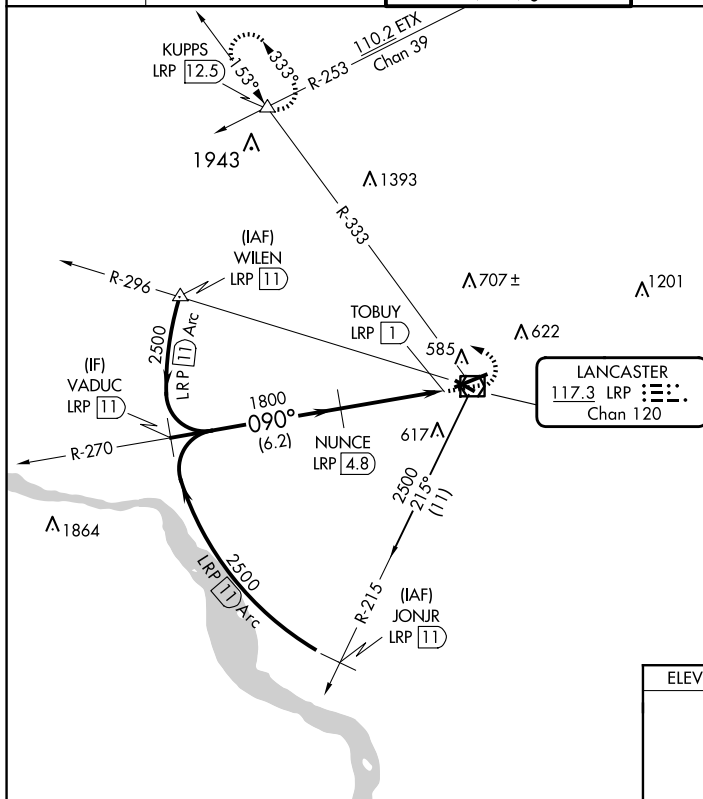 110.2 ETX
Chan 39
R-253
KUPPS
LRP 12.5
153°
333°
1943
1393
R-333
(IAF)
WILEN
LRP 11
R-296
707±
1201
TOBUY
LRP 1
622
585
2500
LRP 11 Arc
(IF)
VADUC
LRP 11
LANCASTER
117.3 LRP
Chan 120
1800
090°
(6.2)
R-270
NUNCE
LRP 4.8
617
2500
215°
(11)
1864
2500
LRP 11 Arc
R-215
(IAF)
JONJR
LRP 11
ELEV